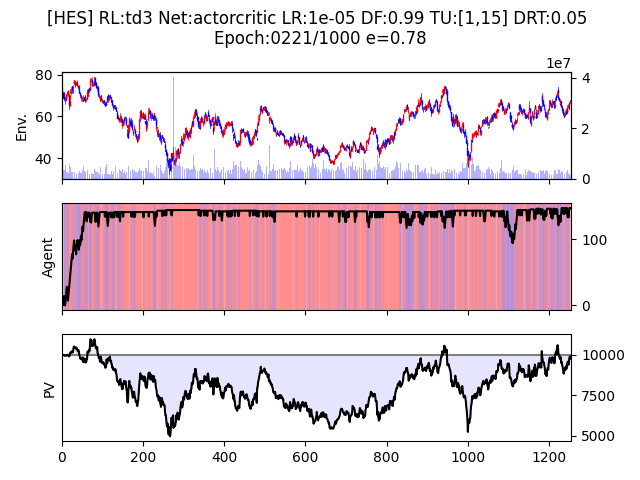 [HES] RL:td3 Net:actorcritic LR:1e-05 DF:0.99 TU:[1,15] DRT:0.05
Epoch:0221/1000 e=0.78
1e7
80
60
40
Env.
4
2
0
Agent
100
0
PV
10000
7500
5000
0 200 400 600 800 1000 1200